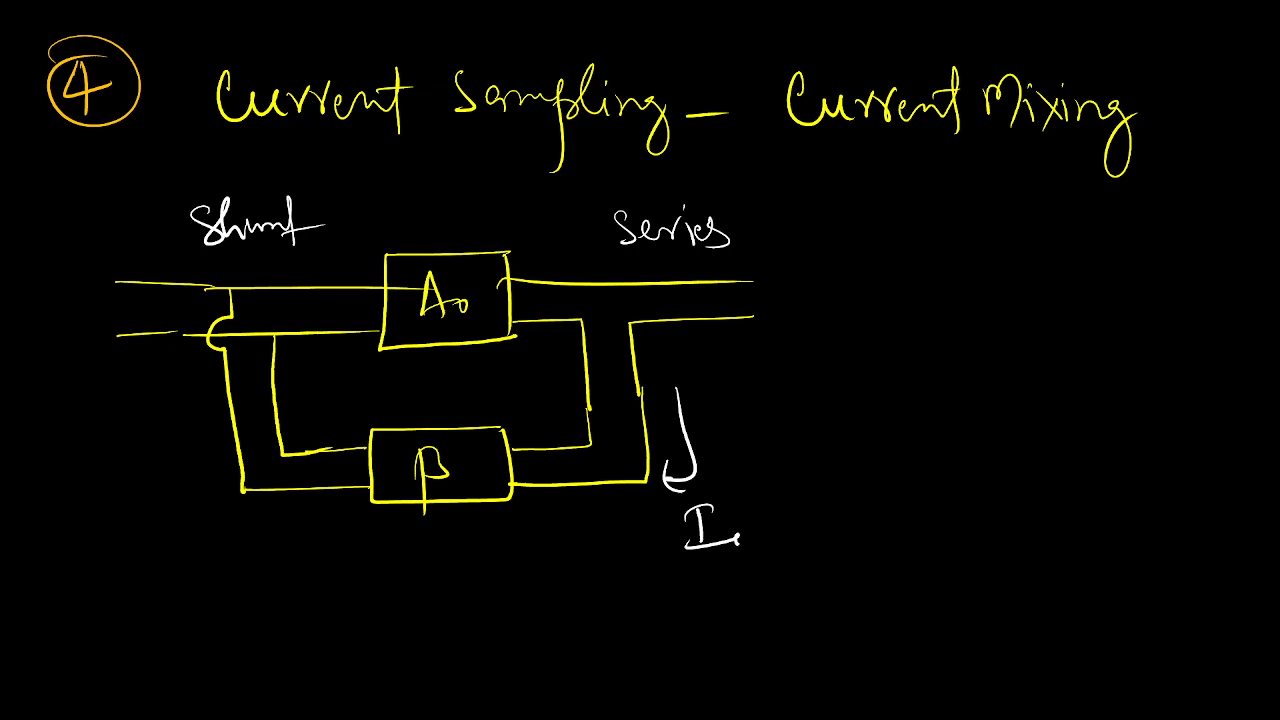 4 Current Sampling - Current Mixing
Shunt Series
A₀
β
I